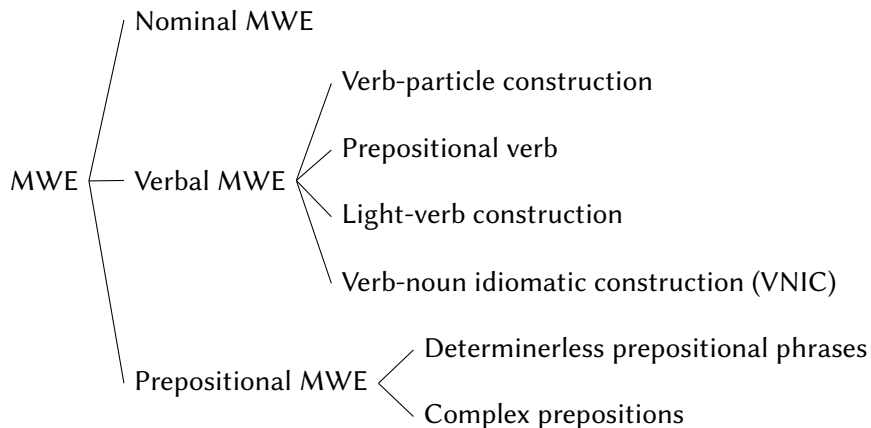 Nominal MWE
Verb-particle construction
Prepositional verb
MWE
Verbal MWE
Light-verb construction
Verb-noun idiomatic construction (VNIC)
Determinerless prepositional phrases
Prepositional MWE
Complex prepositions